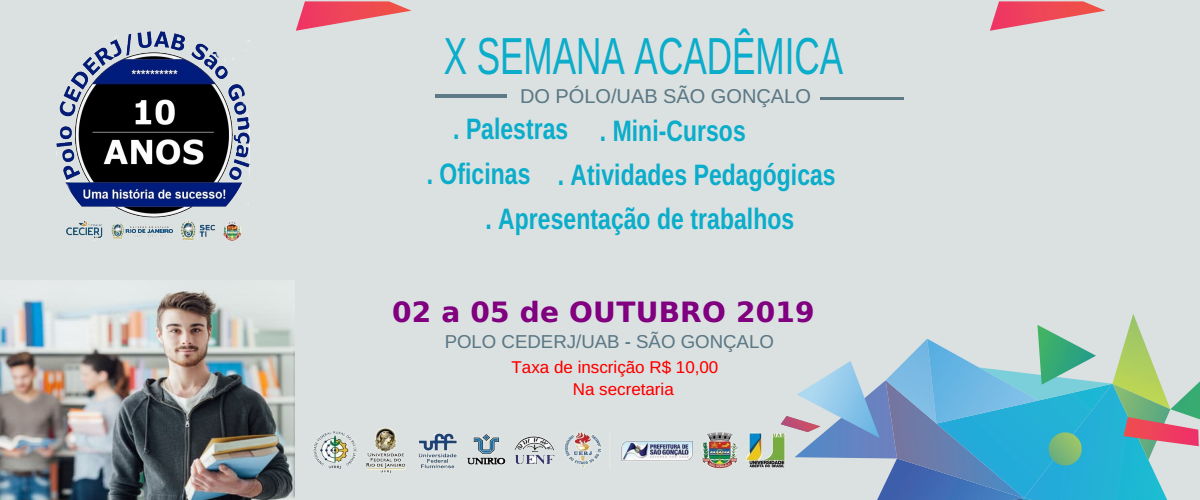 Polo CEDERJ/UAB São Gonçalo
**********
10
ANOS
Uma história de sucesso!
CECIERJ
RIO DE JANEIRO
SEC
TI
X SEMANA ACADÊMICA
DO PÓLO/UAB SÃO GONÇALO
. Palestras . Mini-Cursos
. Oficinas . Atividades Pedagógicas
. Apresentação de trabalhos
02 a 05 de OUTUBRO 2019
POLO CEDERJ/UAB - SÃO GONÇALO
Taxa de inscrição R$ 10,00
Na secretaria
UFRRJ
UNIVERSIDADE
FEDERAL DO
RIO DE JANEIRO
UFRJ
uff
Universidade
Federal
Fluminense
UNIRIO
UENF
UERJ
PREFEITURA DE
SÃO GONÇALO
UAB
UNIVERSIDADE
ABERTA DO BRASIL